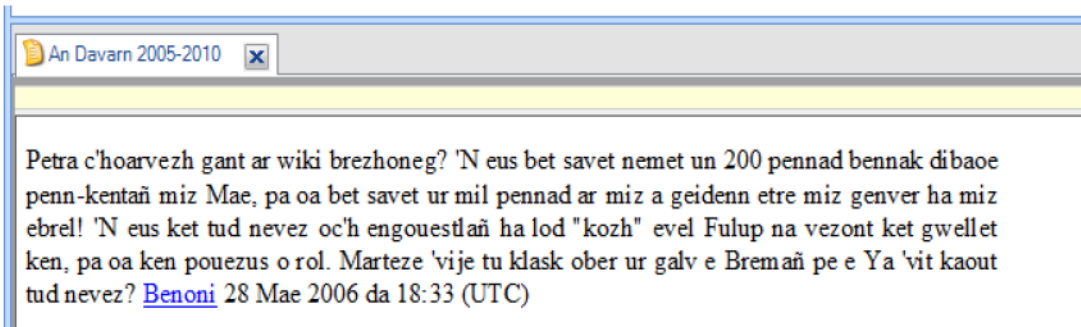 An Davarn 2005-2010
Petra c'hoarvezh gant ar wiki brezhoneg? 'N eus bet savet nemet un 200 pennad bennak dibaoe
penn-kentañ miz Mae, pa oa bet savet ur mil pennad ar miz a geidenn etre miz genver ha miz
ebrel! 'N eus ket tud nevez oc'h engouestlañ ha lod "kozh" evel Fulup na vezont ket gwellet
ken, pa oa ken pouezus o rol. Marteze 'vije tu klask ober ur galv e Bremañ pe e Ya 'vit kaout
tud nevez? Benoni 28 Mae 2006 da 18:33 (UTC)